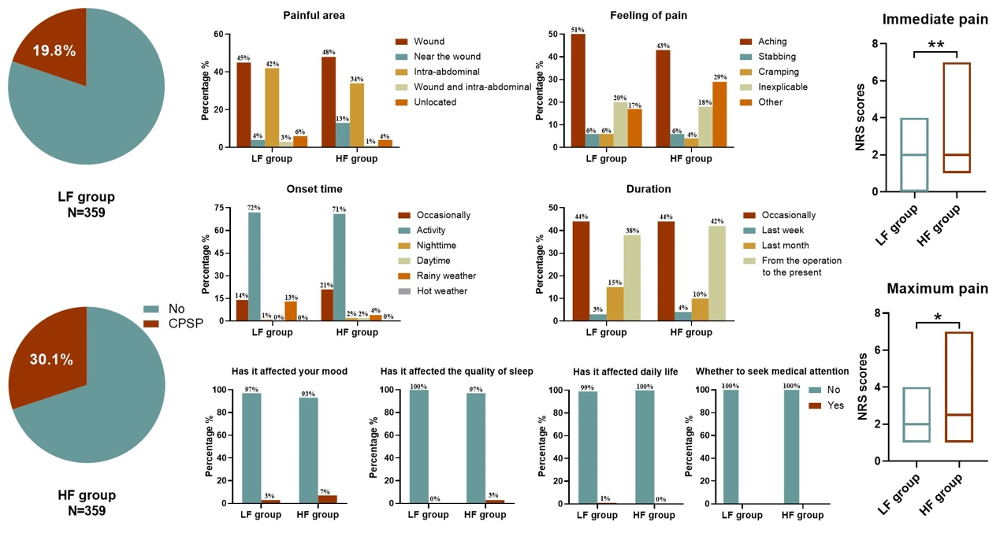 19.8%
LF group
N=359
No
CPSP
30.1%
HF group
N=359
Painful area
Percentage %
60
40
20
0
45%
4%
42%
3%
6%
48%
13%
34%
1%
4%
LF group
HF group
Wound
Near the wound
Intra-abdominal
Wound and intra-abdominal
Unlocated
Feeling of pain
Percentage %
50
40
30
20
10
0
51%
6%
6%
20%
17%
43%
6%
4%
18%
29%
LF group
HF group
Aching
Stabbing
Cramping
Inexplicable
Other
Immediate pain
NRS scores
8
6
4
2
0
**
LF group
HF group
Onset time
Percentage %
75
60
45
30
15
0
14%
72%
1%
0%
13%
0%
21%
71%
2%
2%
4%
0%
LF group
HF group
Occasionally
Activity
Nighttime
Daytime
Rainy weather
Hot weather
Duration
Percentage %
50
40
30
20
10
0
44%
3%
15%
38%
44%
4%
10%
42%
LF group
HF group
Occasionally
Last week
Last month
From the operation
to the present
Maximum pain
NRS scores
8
6
4
2
0
*
LF group
HF group
Has it affected your mood
Percentage %
100
80
60
40
20
0
97%
3%
93%
7%
LF group
HF group
Has it affected the quality of sleep
Percentage %
100
80
60
40
20
0
100%
0%
97%
3%
LF group
HF group
Has it affected daily life
Percentage %
100
80
60
40
20
0
99%
1%
100%
0%
LF group
HF group
Whether to seek medical attention
Percentage %
100
80
60
40
20
0
100%
100%
LF group
HF group
No
Yes